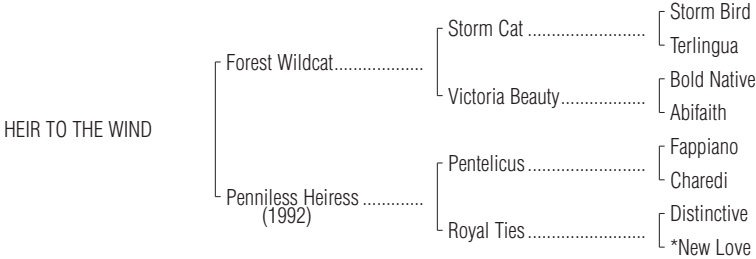 Storm Bird
Storm Cat ........................
Terlingua
Forest Wildcat...................
Bold Native
Victoria Beauty..................
Abifaith
HEIR TO THE WIND
Fappiano
Pentelicus ........................
Charedi
Penniless Heiress .............
(1992)
Distinctive
Royal Ties ........................
*New Love